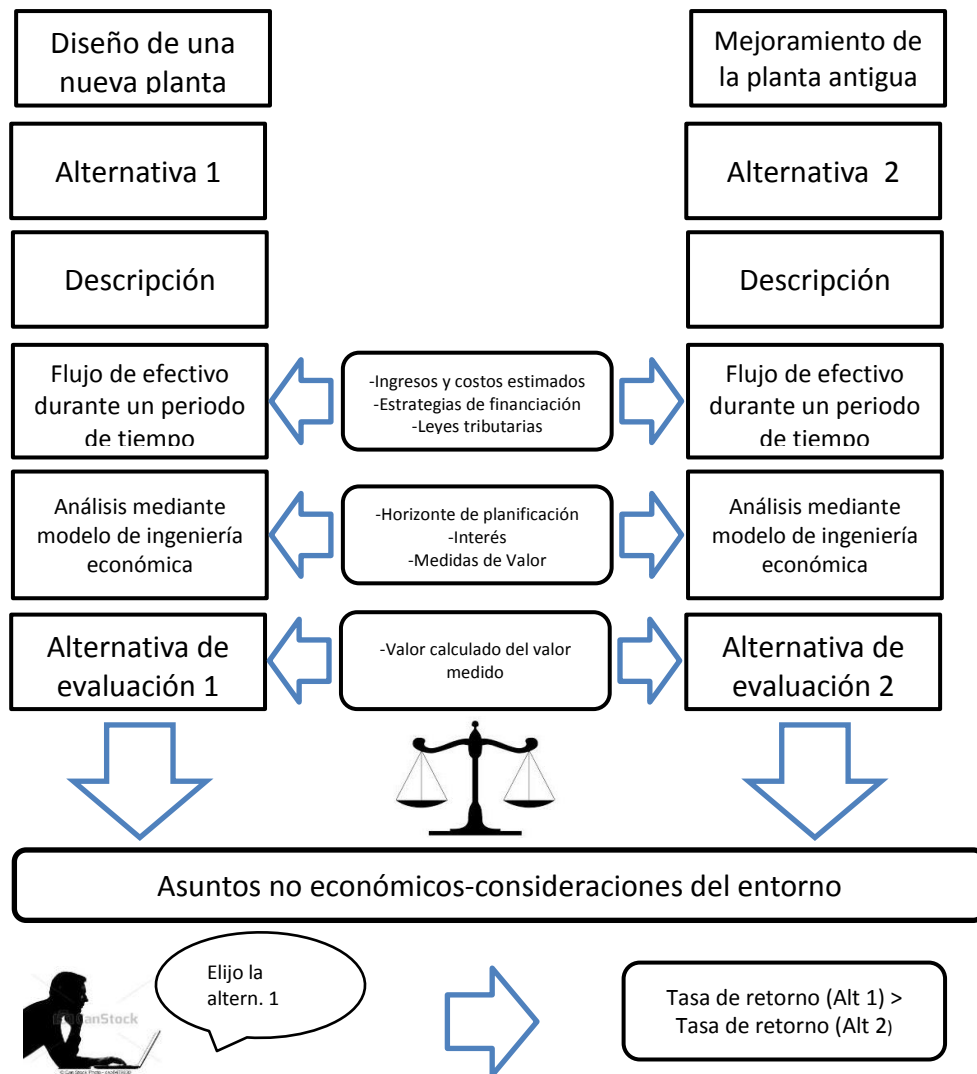 Diseño de una
nueva planta
Mejoramiento de
la planta antigua
Alternativa 1
Alternativa 2
Descripción
Descripción
Flujo de efectivo
durante un periodo
de tiempo
-Ingresos y costos estimados
-Estrategias de financiación
-Leyes tributarias
Flujo de efectivo
durante un periodo
de tiempo
Análisis mediante
modelo de ingeniería
económica
-Horizonte de planificación
-Interés
-Medidas de Valor
Análisis mediante
modelo de ingeniería
económica
Alternativa de
evaluación 1
-Valor calculado del valor
medido
Alternativa de
evaluación 2
Asuntos no económicos-consideraciones del entorno
Elijo la
altern. 1
Tasa de retorno (Alt 1) >
Tasa de retorno (Alt 2)
CanStock